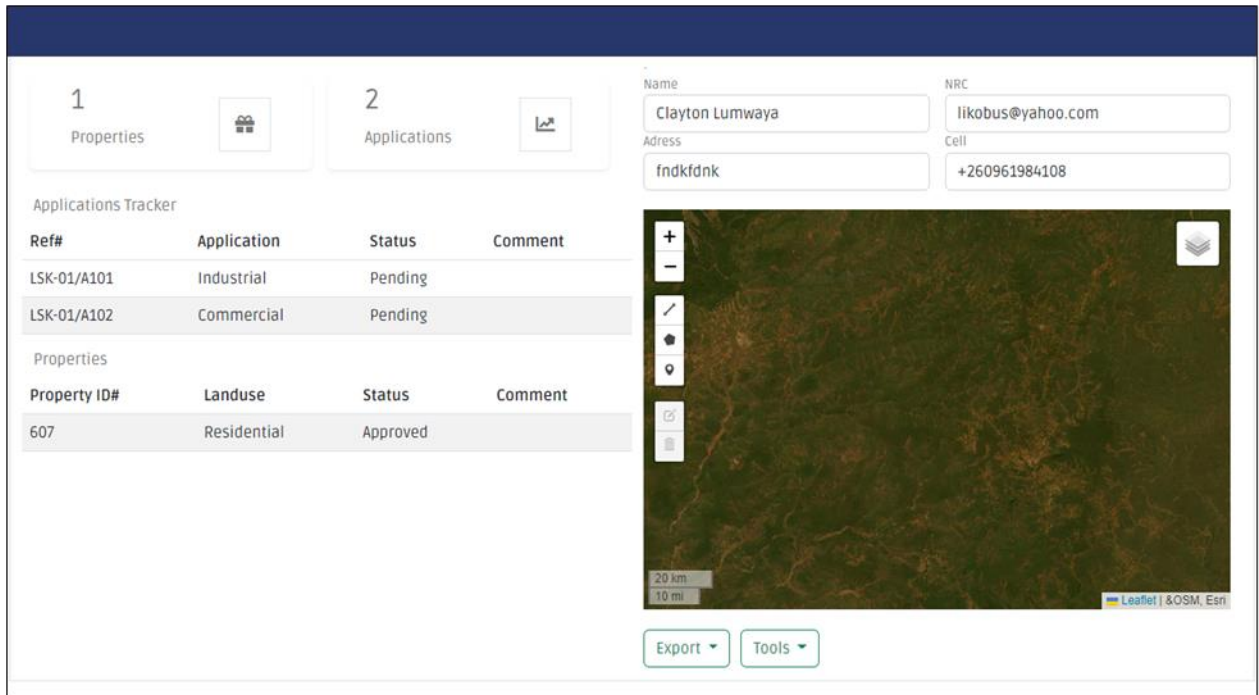 1
Properties
2
Applications
Applications Tracker
Ref# Application Status Comment
LSK-01/A101 Industrial Pending
LSK-01/A102 Commercial Pending
Properties
Property ID# Landuse Status Comment
607 Residential Approved
Name NRC
Clayton Lumwaya likobus@yahoo.com
Adress Cell
fndkfdnk +260961984108
+
−
20 km
10 mi
Leaflet | &OSM, Esri
Export Tools